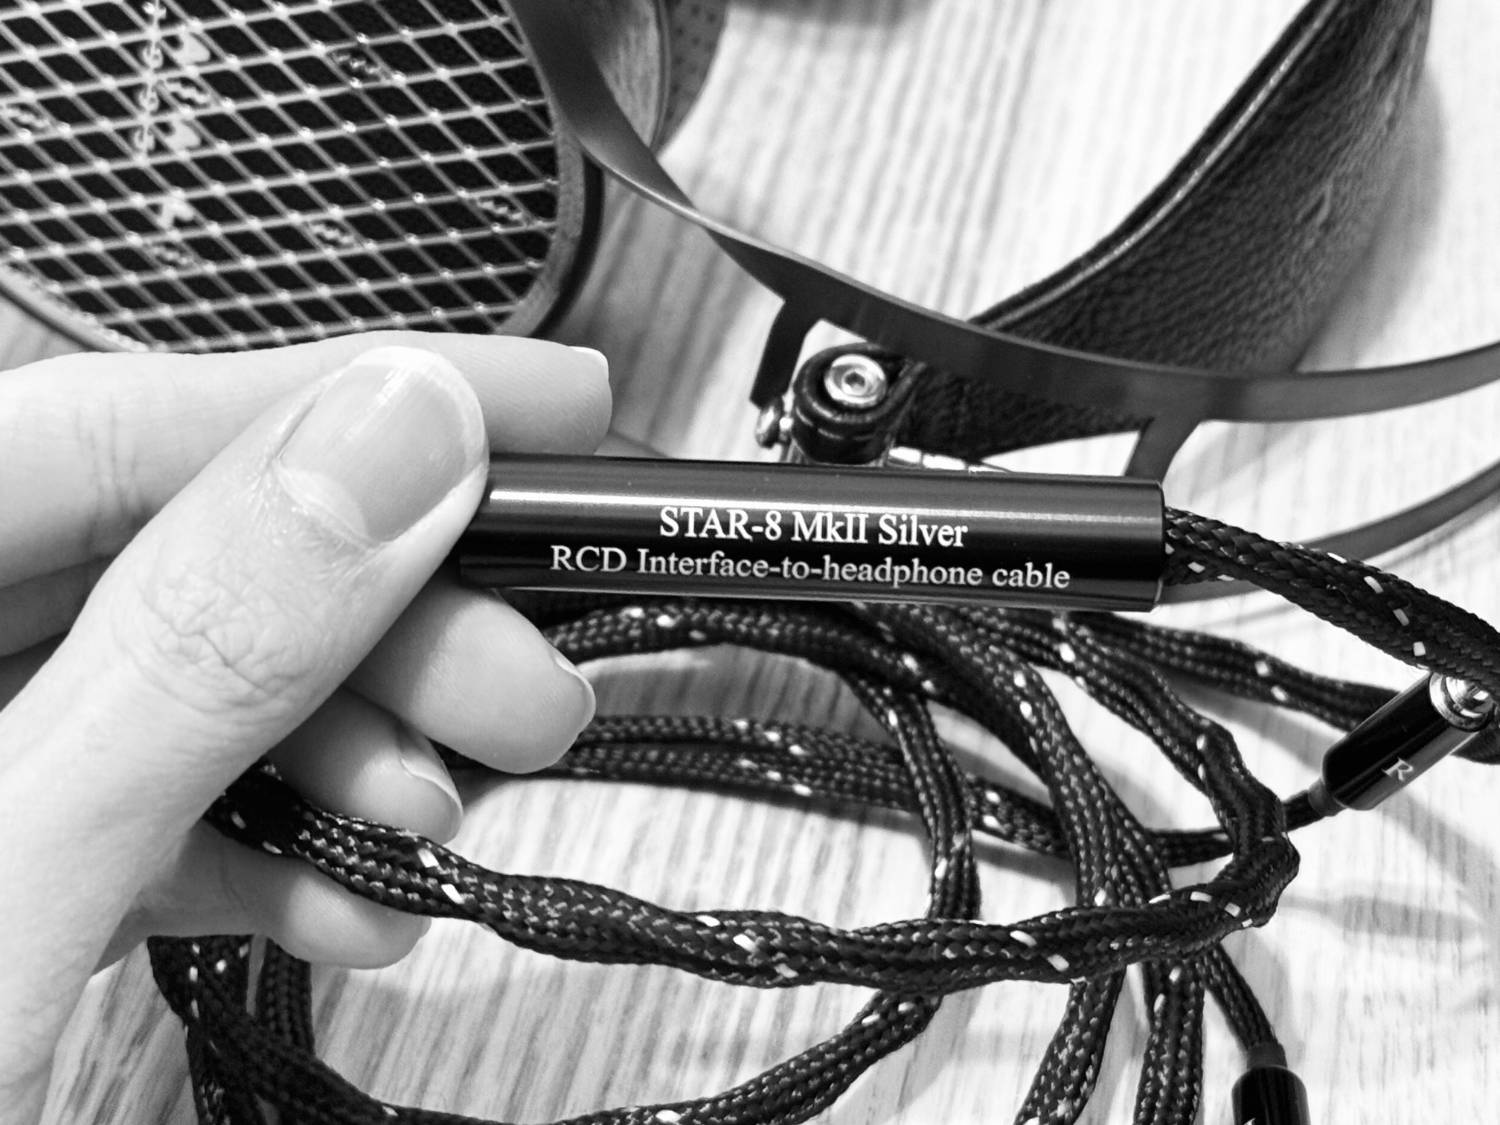 STAR-8 MkII Silver
RCD Interface-to-headphone cable
R